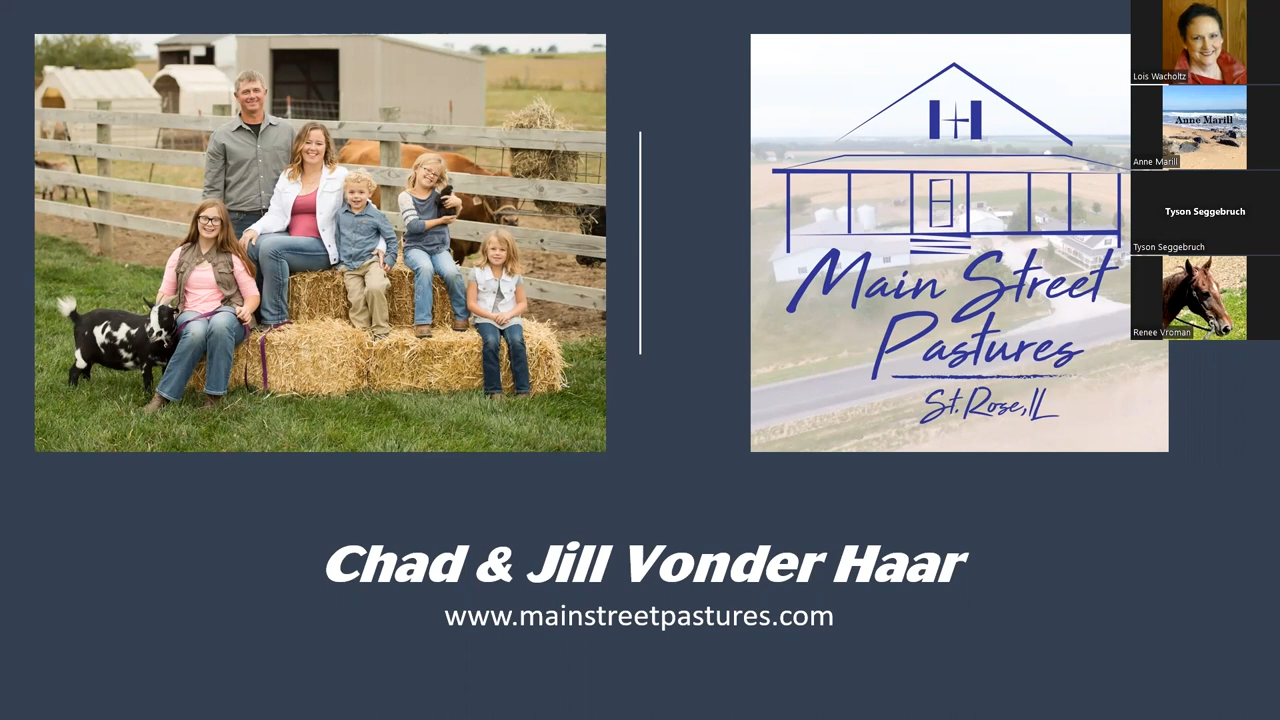 Main Street
Pastures
St. Rose, IL
Chad & Jill Vonder Haar
www.mainstreetpastures.com
Lois Wacholtz
Anne Marill
Anne Marill
Tyson Seggebruch
Tyson Seggebruch
Renee Vroman